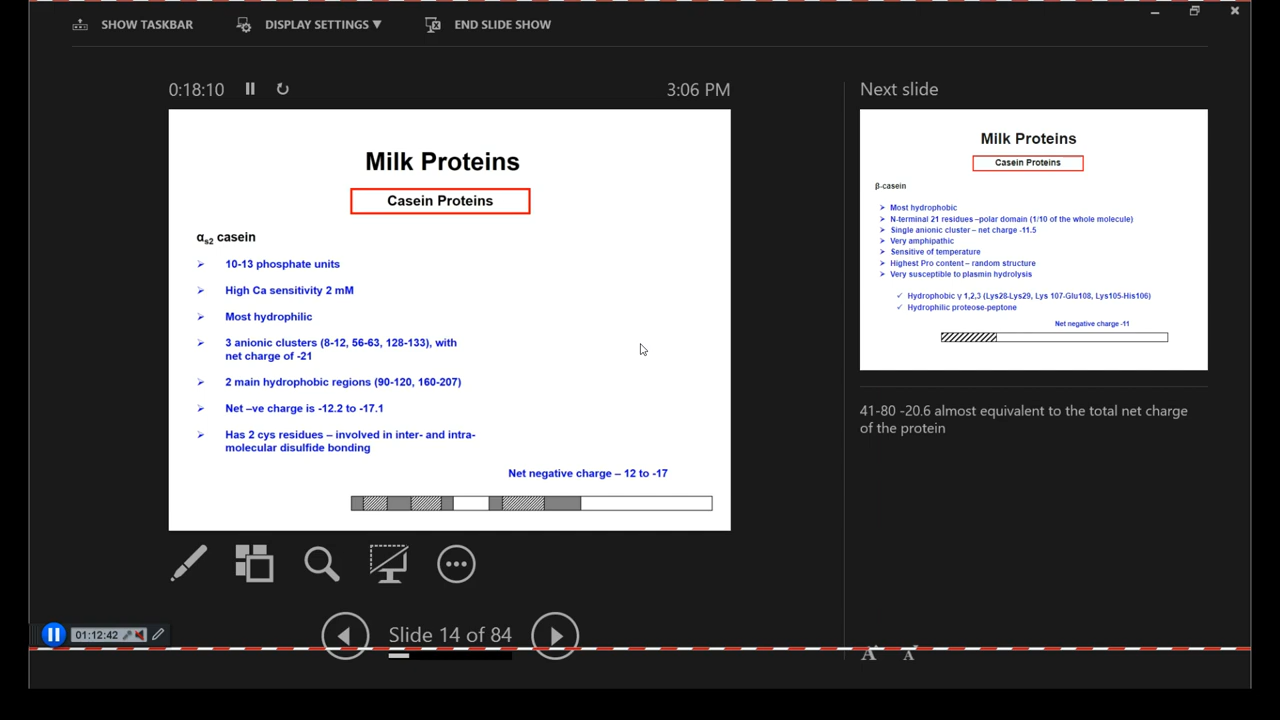 SHOW TASKBAR
DISPLAY SETTINGS ▼
END SLIDE SHOW
0:18:10
3:06 PM
Milk Proteins
Casein Proteins
αs2 casein
➢ 10-13 phosphate units
➢ High Ca sensitivity 2 mM
➢ Most hydrophilic
➢ 3 anionic clusters (8-12, 56-63, 128-133), with
net charge of -21
➢ 2 main hydrophobic regions (90-120, 160-207)
➢ Net –ve charge is -12.2 to -17.1
➢ Has 2 cys residues – involved in inter- and intra-
molecular disulfide bonding
Net negative charge – 12 to -17
Slide 14 of 84
01:12:42
Next slide
Milk Proteins
Casein Proteins
β-casein
➢ Most hydrophobic
➢ N-terminal 21 residues –polar domain (1/10 of the whole molecule)
➢ Single anionic cluster – net charge -11.5
➢ Very amphipathic
➢ Sensitive of temperature
➢ Highest Pro content – random structure
➢ Very susceptible to plasmin hydrolysis
✓ Hydrophobic γ 1,2,3 (Lys28-Lys29, Lys 107-Glu108, Lys105-His106)
✓ Hydrophilic proteose-peptone
Net negative charge -11
41-80 -20.6 almost equivalent to the total net charge
of the protein
A A